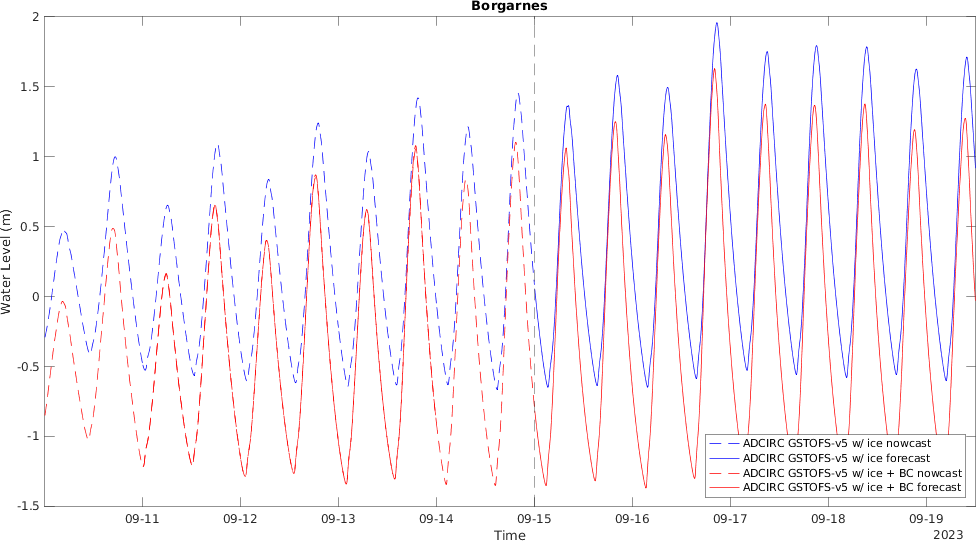 Borgarnes
2
1.5
1
0.5
0
-0.5
-1
-1.5
Water Level (m)
ADCIRC GSTOFS-v5 w/ ice nowcast
ADCIRC GSTOFS-v5 w/ ice forecast
ADCIRC GSTOFS-v5 w/ ice + BC nowcast
ADCIRC GSTOFS-v5 w/ ice + BC forecast
09-11 09-12 09-13 09-14 09-15 09-16 09-17 09-18 09-19
Time
2023